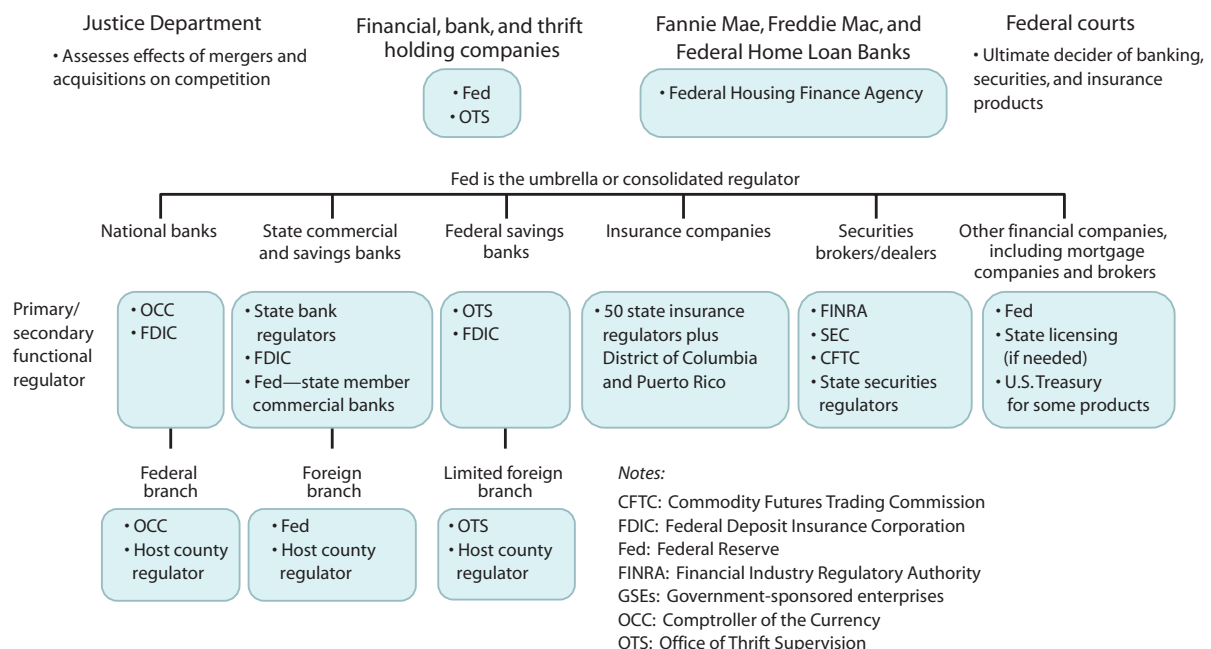 Justice Department
• Assesses effects of mergers and
acquisitions on competition
Financial, bank, and thrift
holding companies
• Fed
• OTS
Fannie Mae, Freddie Mac, and
Federal Home Loan Banks
• Federal Housing Finance Agency
Federal courts
• Ultimate decider of banking,
securities, and insurance
products
Fed is the umbrella or consolidated regulator
National banks
State commercial
and savings banks
Federal savings
banks
Insurance companies
Securities
brokers/dealers
Other financial companies,
including mortgage
companies and brokers
Primary/
secondary
functional
regulator
• OCC
• FDIC
• State bank
regulators
• FDIC
• Fed—state member
commercial banks
• OTS
• FDIC
• 50 state insurance
regulators plus
District of Columbia
and Puerto Rico
• FINRA
• SEC
• CFTC
• State securities
regulators
• Fed
• State licensing
(if needed)
• U.S. Treasury
for some products
Federal
branch
• OCC
• Host county
regulator
Foreign
branch
• Fed
• Host county
regulator
Limited foreign
branch
• OTS
• Host county
regulator
Notes:
CFTC: Commodity Futures Trading Commission
FDIC: Federal Deposit Insurance Corporation
Fed: Federal Reserve
FINRA: Financial Industry Regulatory Authority
GSEs: Government-sponsored enterprises
OCC: Comptroller of the Currency
OTS: Office of Thrift Supervision